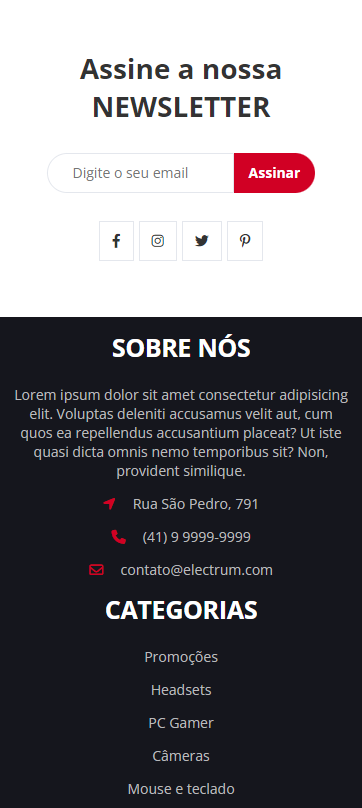 Assine a nossa
NEWSLETTER
Digite o seu email
Assinar
SOBRE NÓS
Lorem ipsum dolor sit amet consectetur adipisicing
elit. Voluptas deleniti accusamus velit aut, cum
quos ea repellendus accusantium placeat? Ut iste
quasi dicta omnis nemo temporibus sit? Non,
provident similique.
Rua São Pedro, 791
(41) 9 9999-9999
contato@electrum.com
CATEGORIAS
Promoções
Headsets
PC Gamer
Câmeras
Mouse e teclado